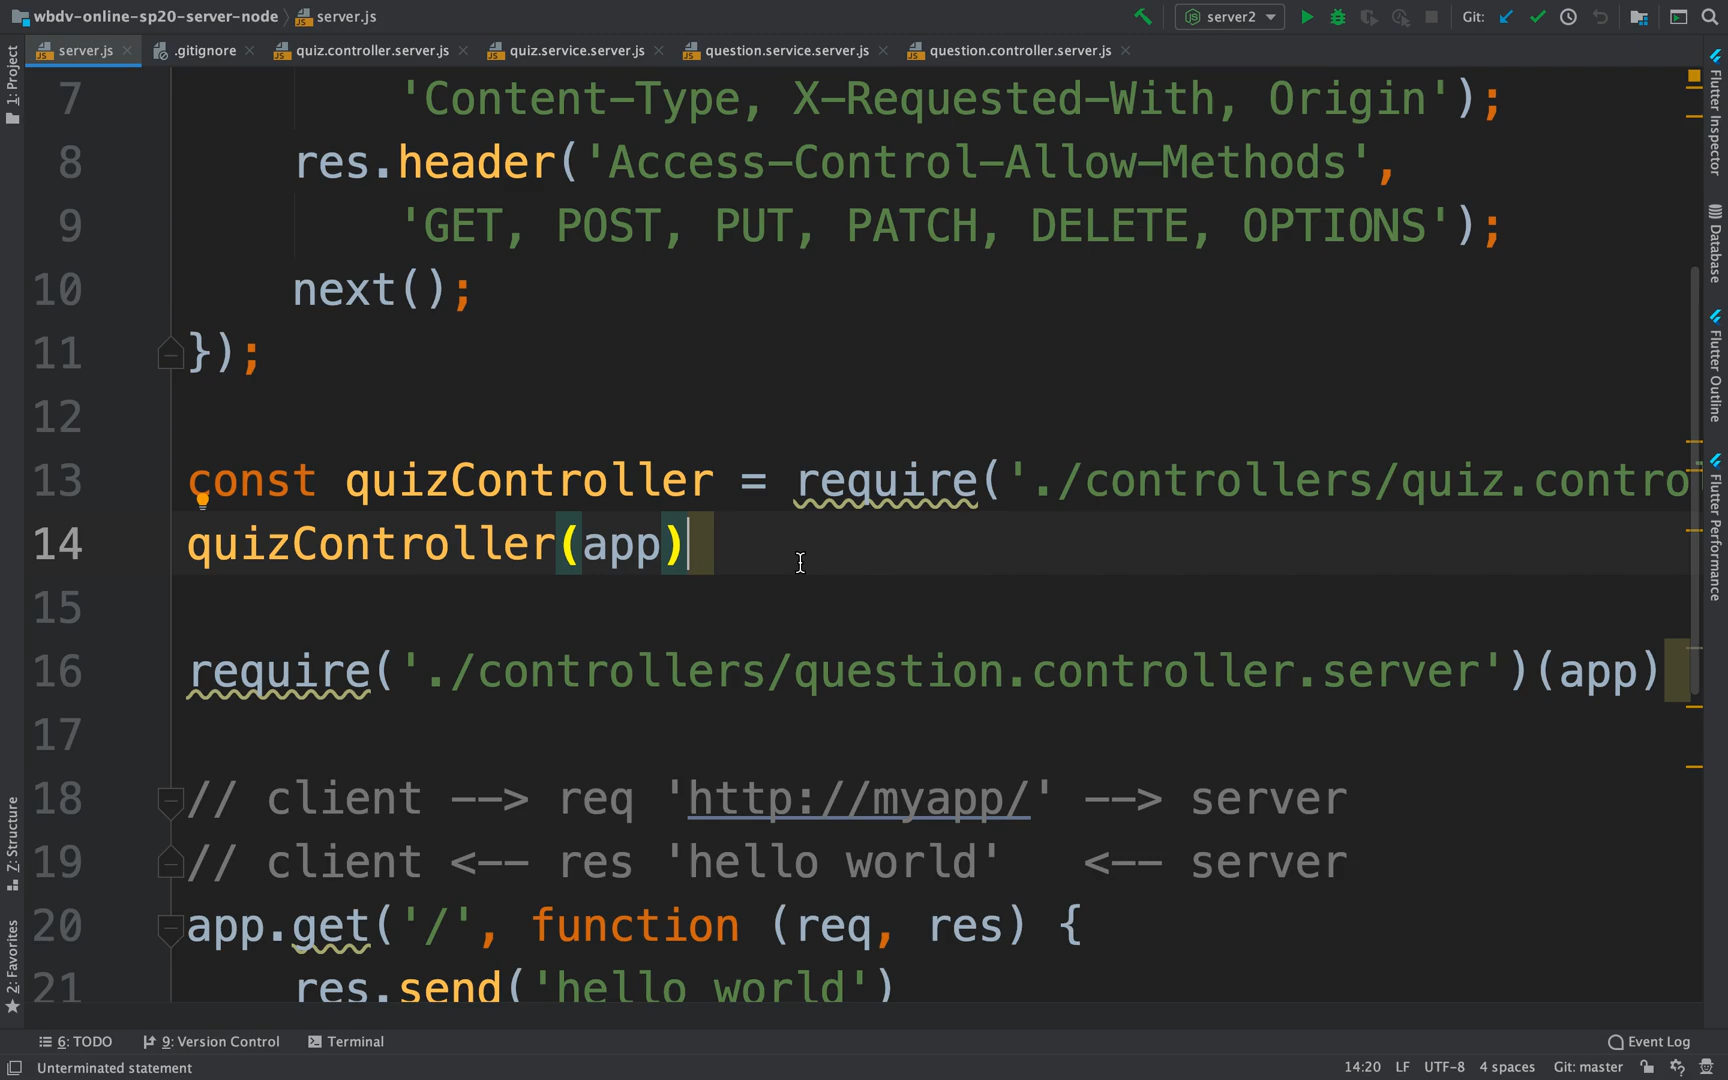 wbdv-online-sp20-server-node server.js server2 Git:
server.js .gitignore quiz.controller.server.js quiz.service.server.js question.service.server.js question.controller.server.js
1: Project
7 'Content-Type, X-Requested-With, Origin');
8 res.header('Access-Control-Allow-Methods',
9 'GET, POST, PUT, PATCH, DELETE, OPTIONS');
10 next();
11 });
12
13 const quizController = require('./controllers/quiz.contro
14 quizController(app)
15
16 require('./controllers/question.controller.server')(app)
17
18 // client --> req 'http://myapp/' --> server
19 // client <-- res 'hello world' <-- server
20 app.get('/', function (req, res) {
21 res.send('hello world')
Z: Structure
2: Favorites
Flutter Inspector
Database
Flutter Outline
Flutter Performance
6: TODO 9: Version Control Terminal Event Log
Unterminated statement 14:20 LF UTF-8 4 spaces Git: master